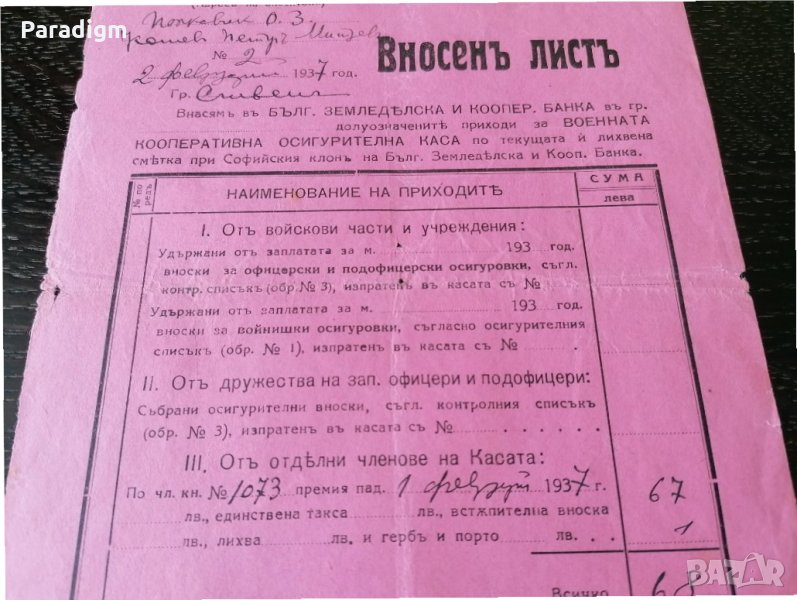 Paradigm
(Адресъ на вносителя)
О. З.
Петръ
№ 2
Вносенъ листъ
2 февруарий 1937 год.
Гр. Сливенъ
Внасямъ въ БЪЛГ. ЗЕМЛЕДѢЛСКА И КООПЕР. БАНКА въ гр.
долуозначенитѣ приходи за ВОЕННАТА
КООПЕРАТИВНА ОСИГУРИТЕЛНА КАСА по текущата ѝ лихвена
смѣтка при Софийския клонъ на Бълг. Земледѣлска и Кооп. Банка.
№ по редъ
НАИМЕНОВАНИЕ НА ПРИХОДИТѢ
СУМА
лева
I. Отъ войскови части и учреждения:
Удържани отъ заплатата за м. 193 год.
вноски за офицерски и подофицерски осигуровки, съгл.
контр. списъкъ (обр. № 3), изпратенъ въ касата съ №
Удържани отъ заплатата за м. 193 год.
вноски за войнишки осигуровки, съгласно осигурителния
списъкъ (обр. № 1), изпратенъ въ касата съ №
II. Отъ дружества на зап. офицери и подофицери:
Събрани осигурителни вноски, съгл. контролния списъкъ
(обр. № 3), изпратенъ въ касата съ № . . . . . .
III. Отъ отдѣлни членове на Касата:
По чл. кн. № 1073 премия пад. 1 февруарий 1937 г. 67
лв., единствена такса лв., встѫпителна вноска
лв., лихва лв. и гербъ и порто лв. . . . 1
Всичко 68
BAZAR